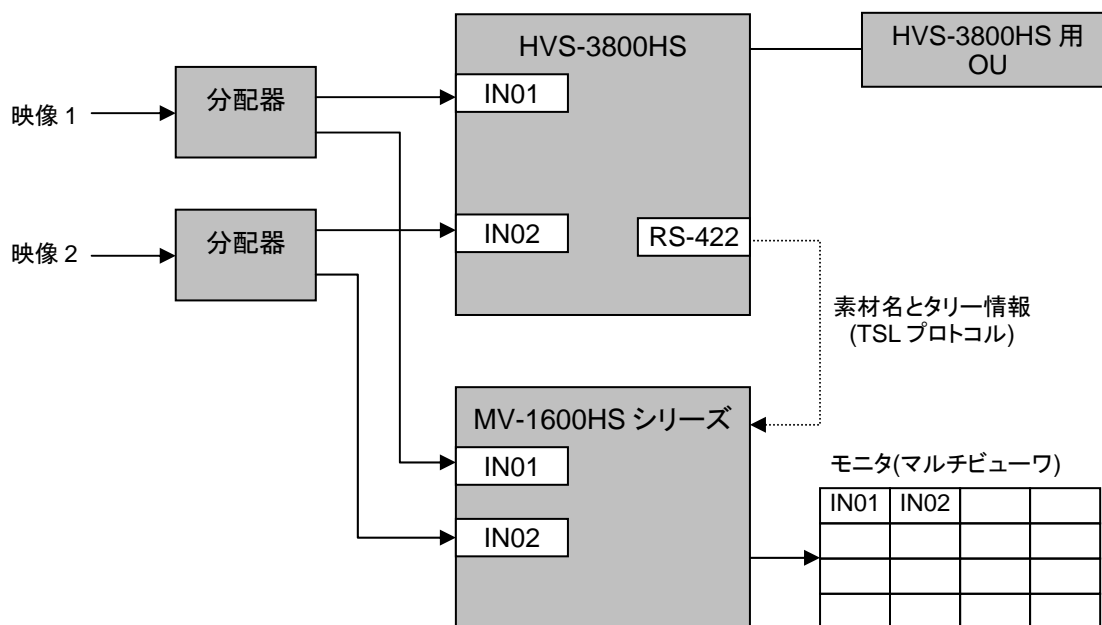 HVS-3800HS
HVS-3800HS 用
OU
映像 1
分配器
IN01
映像 2
分配器
IN02
RS-422
素材名とタリー情報
(TSL プロトコル)
MV-1600HS シリーズ
IN01
IN02
モニタ(マルチビューワ)
IN01 IN02